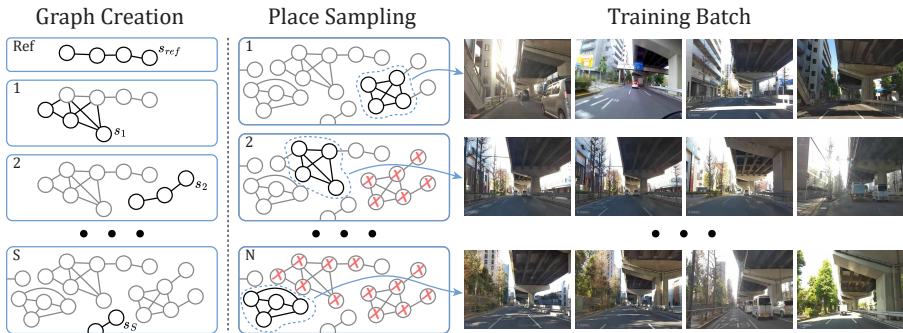 Graph Creation
Place Sampling
Training Batch
Ref
s_ref
1
s_1
2
s_2
S
s_S
1
2
N